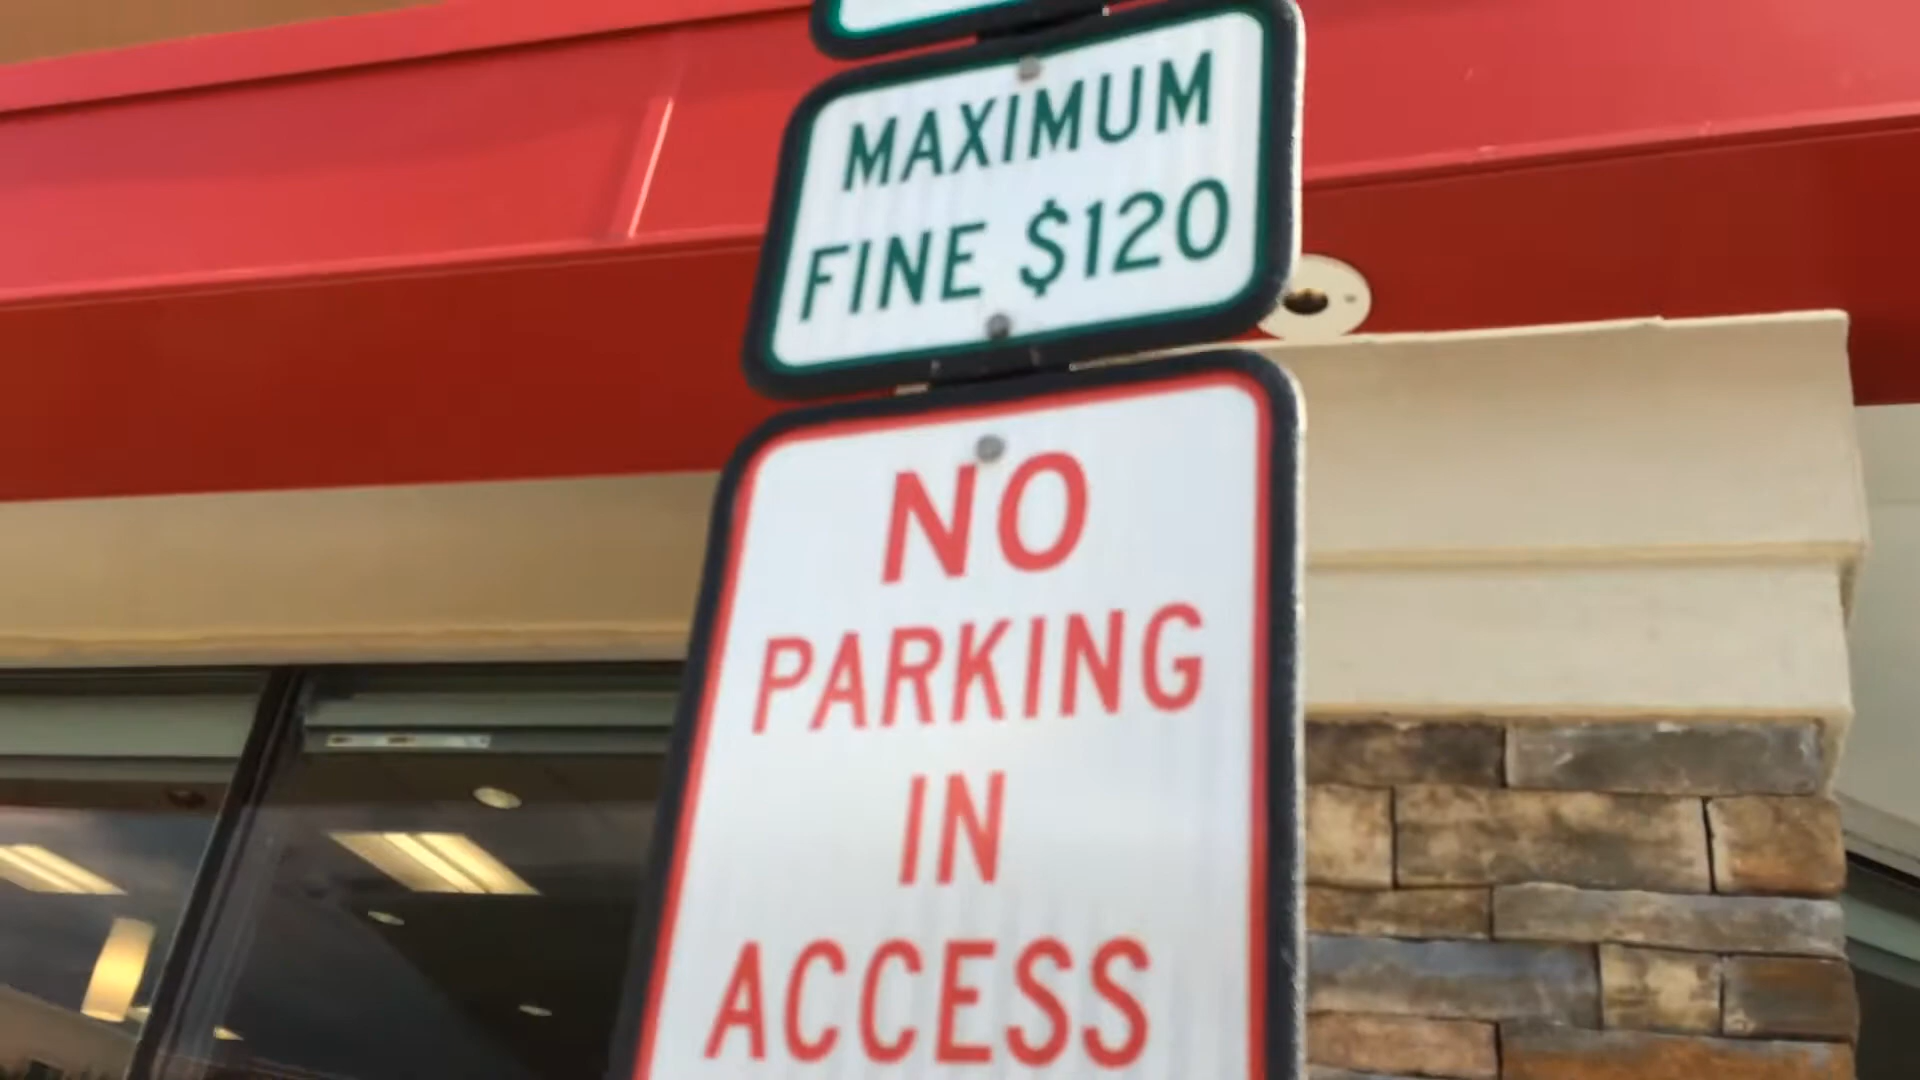 MAXIMUM
FINE $120
NO
PARKING
IN
ACCESS